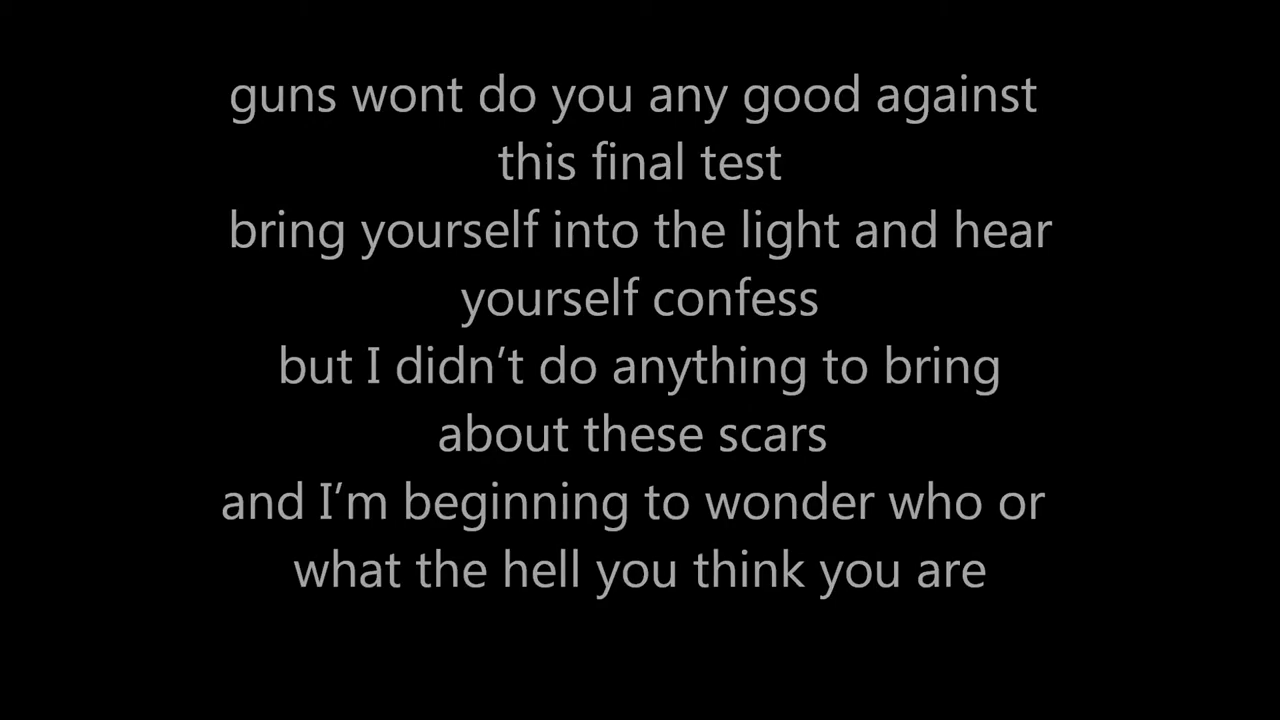 guns wont do you any good against
this final test
bring yourself into the light and hear
yourself confess
but I didn’t do anything to bring
about these scars
and I’m beginning to wonder who or
what the hell you think you are